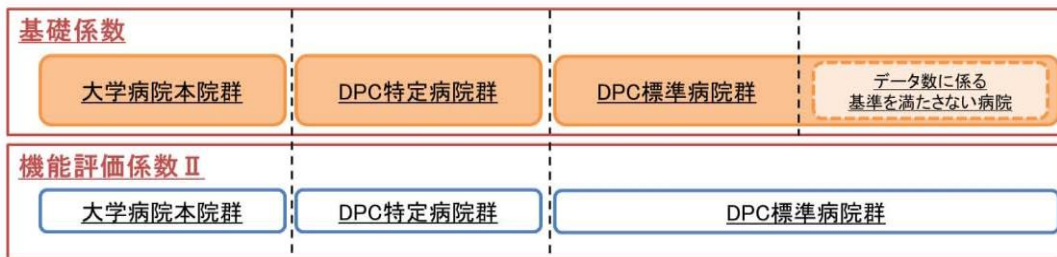 基礎係数
大学病院本院群
DPC特定病院群
DPC標準病院群
データ数に係る
基準を満たさない病院
機能評価係数Ⅱ
大学病院本院群
DPC特定病院群
DPC標準病院群